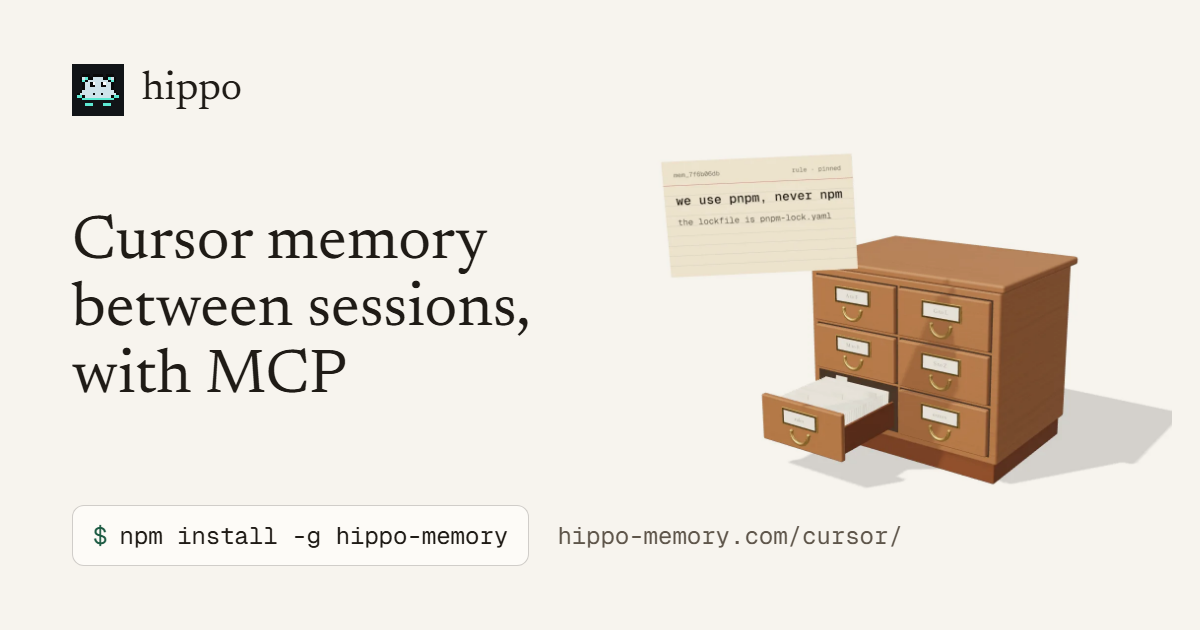 hippo
mem_7f6b06db
rule · pinned
we use pnpm, never npm
the lockfile is pnpm-lock.yaml
Cursor memory
between sessions,
with MCP
$ npm install -g hippo-memory
hippo-memory.com/cursor/